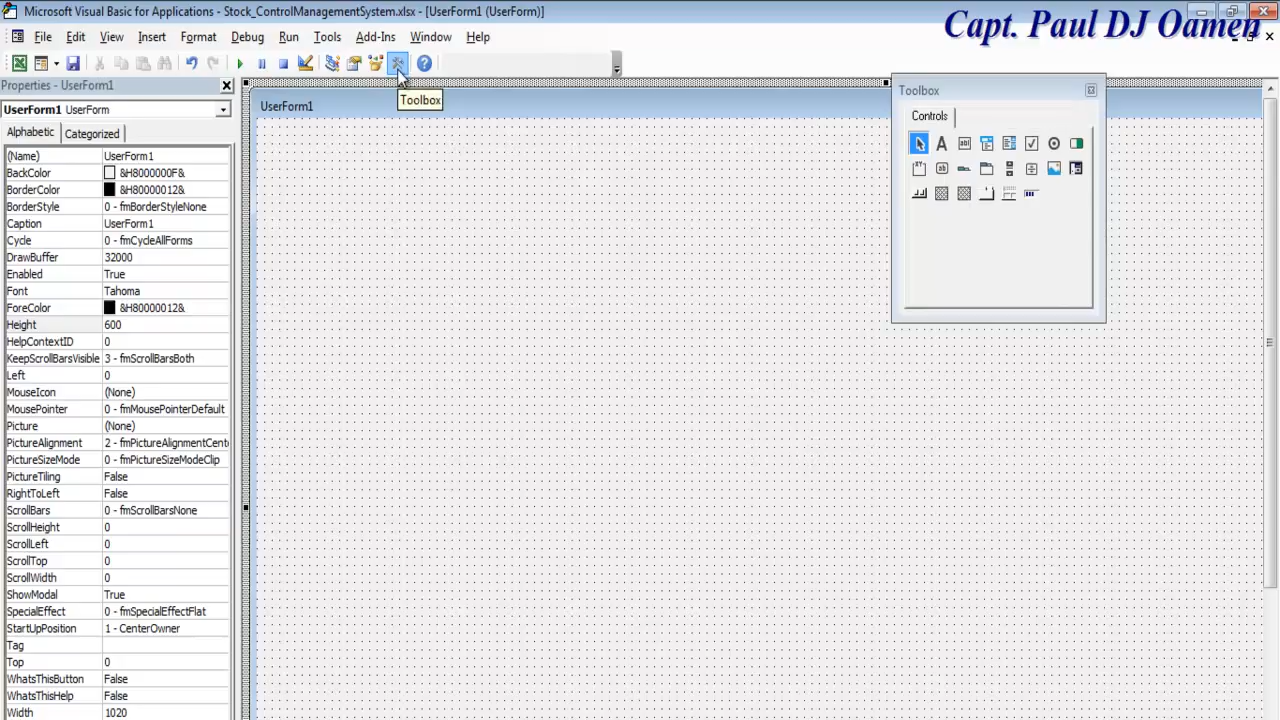 Microsoft Visual Basic for Applications - Stock_ControlManagementSystem.xlsx - [UserForm1 (UserForm)]
Capt. Paul DJ Oamen
File Edit View Insert Format Debug Run Tools Add-Ins Window Help
Properties - UserForm1
Toolbox
Toolbox
UserForm1 UserForm
UserForm1
Controls
Alphabetic Categorized
(Name) UserForm1
BackColor &H8000000F&
BorderColor &H80000012&
BorderStyle 0 - fmBorderStyleNone
Caption UserForm1
Cycle 0 - fmCycleAllForms
DrawBuffer 32000
Enabled True
Font Tahoma
ForeColor &H80000012&
Height 600
HelpContextID 0
KeepScrollBarsVisible 3 - fmScrollBarsBoth
Left 0
MouseIcon (None)
MousePointer 0 - fmMousePointerDefault
Picture (None)
PictureAlignment 2 - fmPictureAlignmentCent
PictureSizeMode 0 - fmPictureSizeModeClip
PictureTiling False
RightToLeft False
ScrollBars 0 - fmScrollBarsNone
ScrollHeight 0
ScrollLeft 0
ScrollTop 0
ScrollWidth 0
ShowModal True
SpecialEffect 0 - fmSpecialEffectFlat
StartUpPosition 1 - CenterOwner
Tag
Top 0
WhatsThisButton False
WhatsThisHelp False
Width 1020